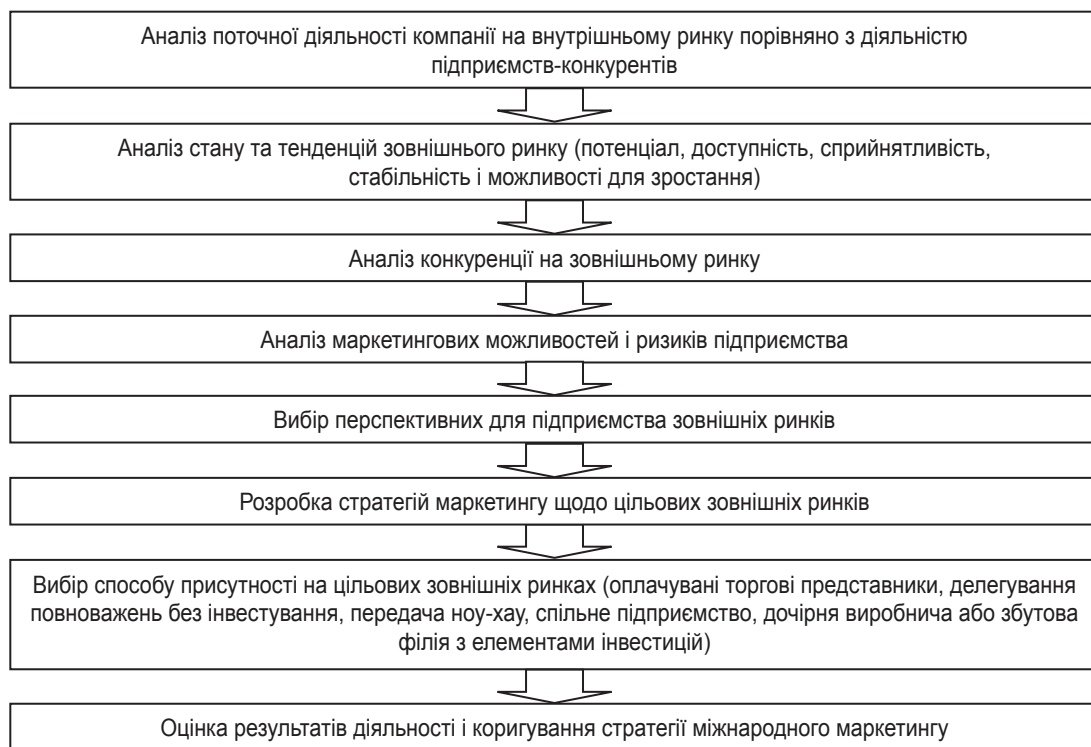 Аналіз поточної діяльності компанії на внутрішньому ринку порівняно з діяльністю
підприємств-конкурентів
Аналіз стану та тенденцій зовнішнього ринку (потенціал, доступність, сприйнятливість,
стабільність і можливості для зростання)
Аналіз конкуренції на зовнішньому ринку
Аналіз маркетингових можливостей і ризиків підприємства
Вибір перспективних для підприємства зовнішніх ринків
Розробка стратегій маркетингу щодо цільових зовнішніх ринків
Вибір способу присутності на цільових зовнішніх ринках (оплачувані торгові представники, делегування
повноважень без інвестування, передача ноу-хау, спільне підприємство, дочірня виробнича або збутова
філія з елементами інвестицій)
Оцінка результатів діяльності і коригування стратегії міжнародного маркетингу